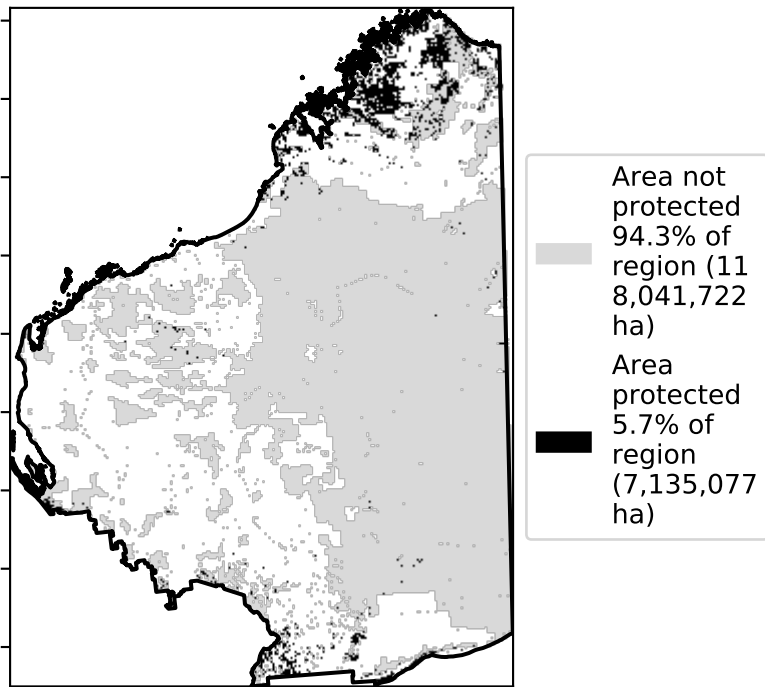 Area not
protected
94.3% of
region (11
8,041,722
ha)
Area
protected
5.7% of
region
(7,135,077
ha)